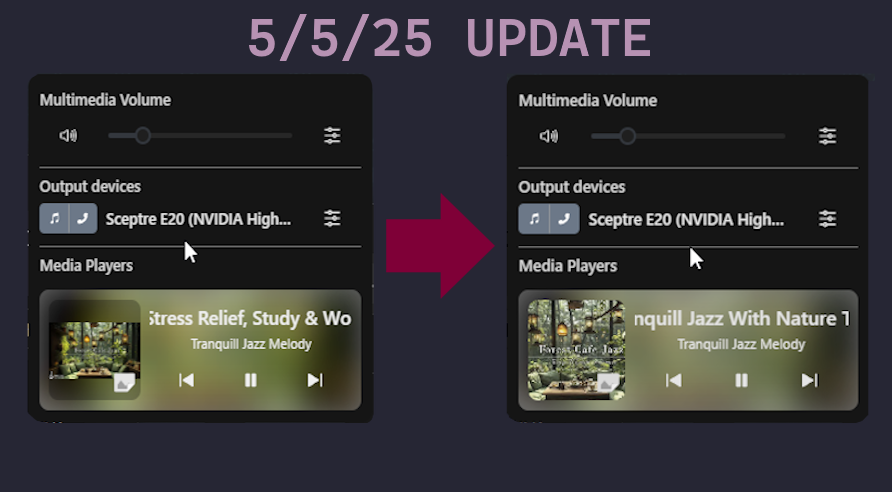 5/5/25 UPDATE
Multimedia Volume
Output devices
Sceptre E20 (NVIDIA High...
Media Players
Stress Relief, Study & Wo
Tranquill Jazz Melody
Multimedia Volume
Output devices
Sceptre E20 (NVIDIA High...
Media Players
nquill Jazz With Nature T
Tranquill Jazz Melody
Forest Cafe Jazz